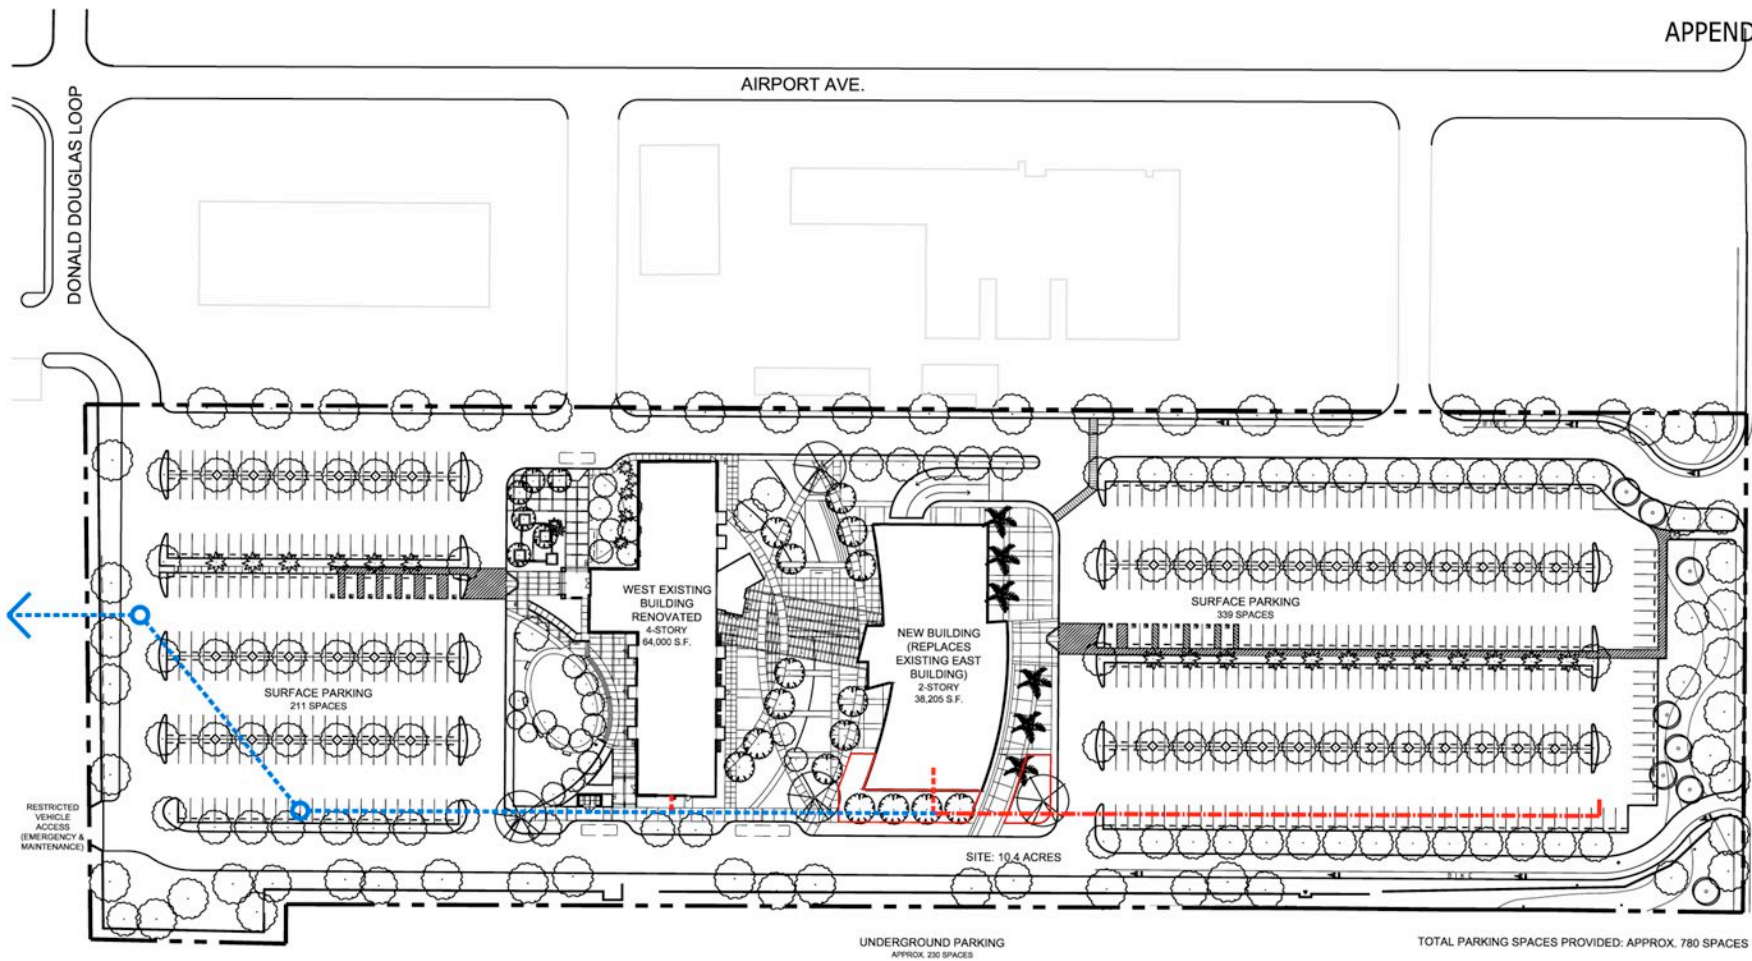 APPEND
AIRPORT AVE.
DONALD DOUGLAS LOOP
WEST EXISTING
BUILDING
RENOVATED
4-STORY
64,000 S.F.
SURFACE PARKING
339 SPACES
NEW BUILDING
(REPLACES
EXISTING EAST
BUILDING)
2-STORY
38,205 S.F.
SURFACE PARKING
211 SPACES
RESTRICTED
VEHICLE
ACCESS
(EMERGENCY &
MAINTENANCE)
SITE: 10.4 ACRES
BIKE
UNDERGROUND PARKING
APPROX. 230 SPACES
TOTAL PARKING SPACES PROVIDED: APPROX. 780 SPACES